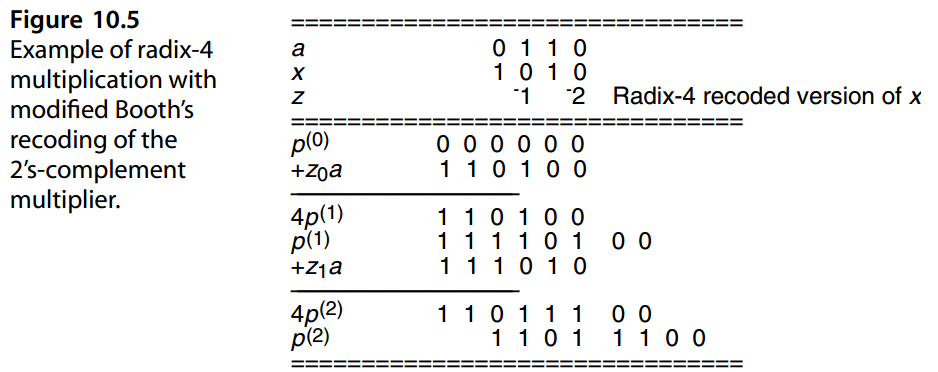 Figure 10.5
Example of radix-4
multiplication with
modified Booth's
recoding of the
2's-complement
multiplier.
================================
a 0 1 1 0
x 1 0 1 0
z ⁻1 ⁻2 Radix-4 recoded version of x
================================
p(0) 0 0 0 0 0 0
+z₀a 1 1 0 1 0 0
4p(1) 1 1 0 1 0 0
p(1) 1 1 1 1 0 1 0 0
+z₁a 1 1 1 0 1 0
4p(2) 1 1 0 1 1 1 0 0
p(2) 1 1 0 1 1 1 0 0
================================